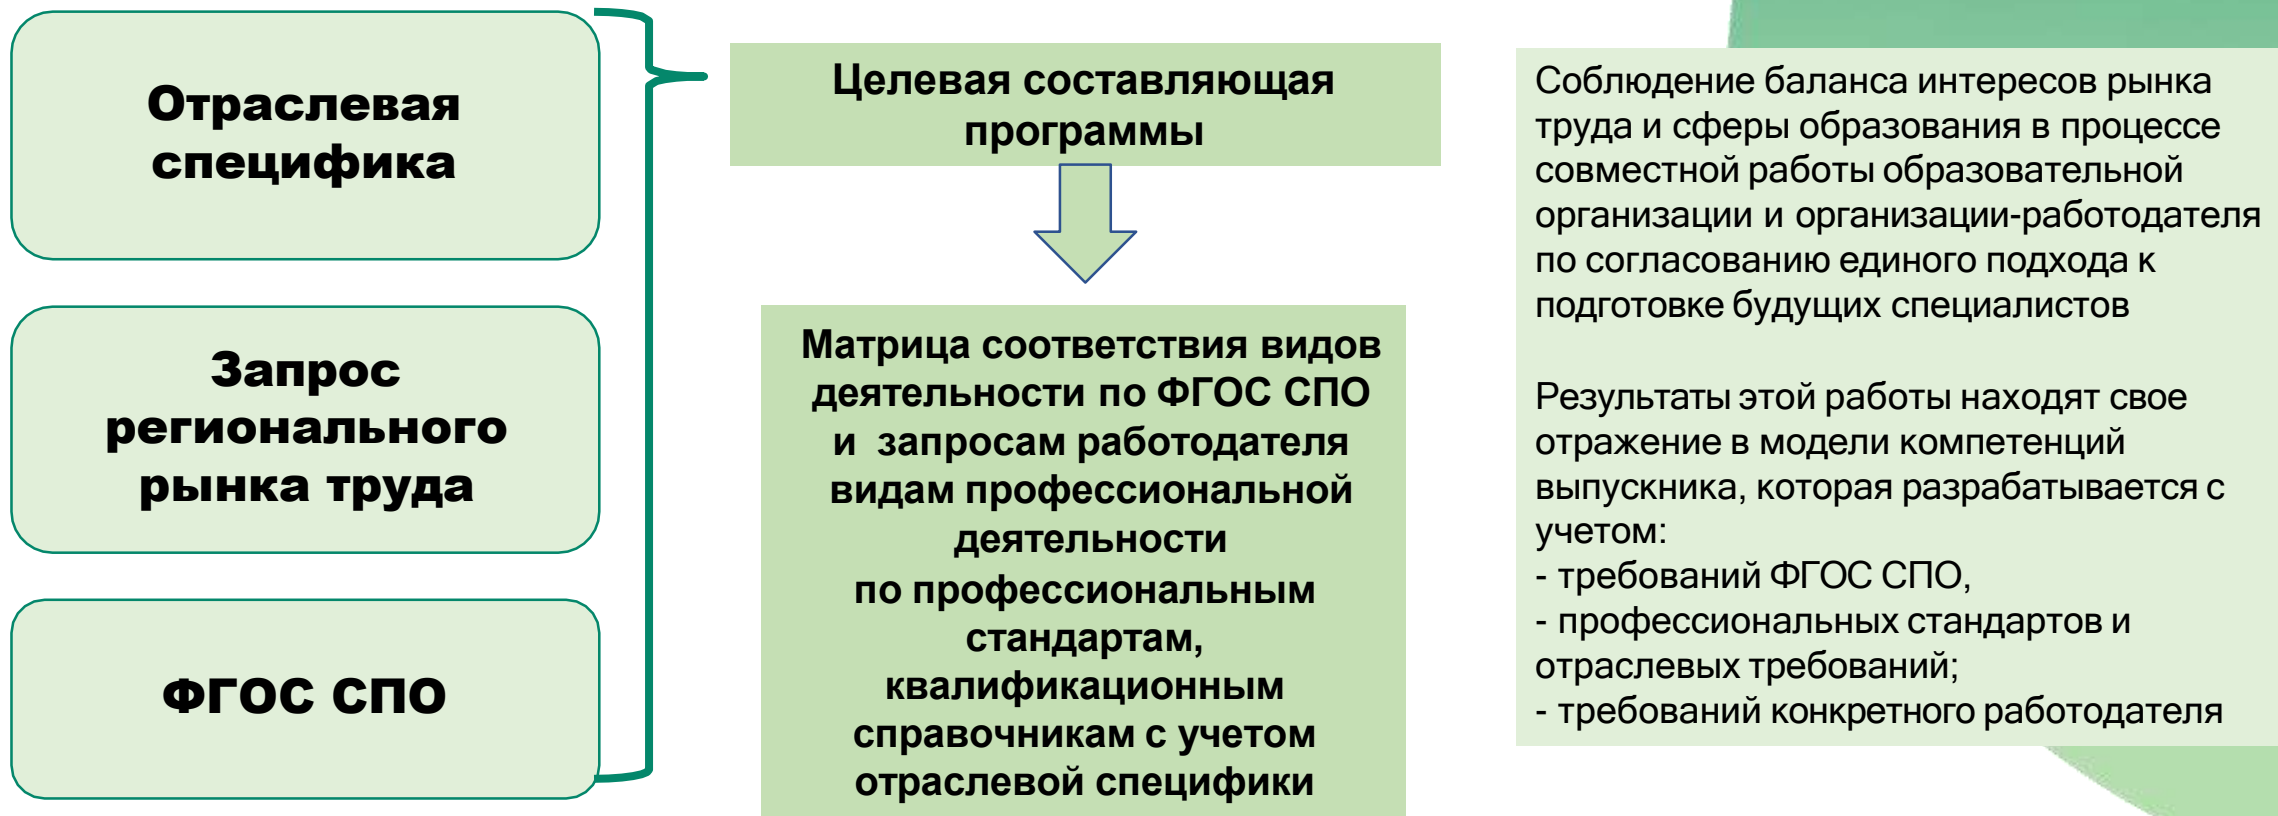 Отраслевая
специфика
Запрос
регионального
рынка труда
ФГОС СПО
Целевая составляющая
программы
Матрица соответствия видов
деятельности по ФГОС СПО
и запросам работодателя
видам профессиональной
деятельности
по профессиональным
стандартам,
квалификационным
справочникам с учетом
отраслевой специфики
Соблюдение баланса интересов рынка
труда и сферы образования в процессе
совместной работы образовательной
организации и организации-работодателя
по согласованию единого подхода к
подготовке будущих специалистов
Результаты этой работы находят свое
отражение в модели компетенций
выпускника, которая разрабатывается с
учетом:
- требований ФГОС СПО,
- профессиональных стандартов и
отраслевых требований;
- требований конкретного работодателя